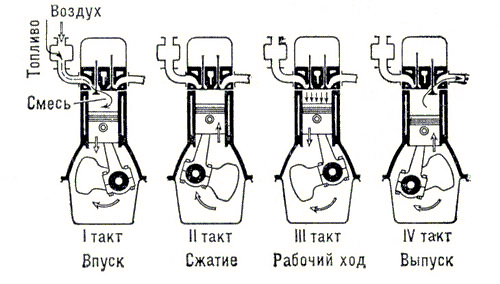 Воздух
Топливо
Смесь
I такт
Впуск
II такт
Сжатие
III такт
Рабочий ход
IV такт
Выпуск